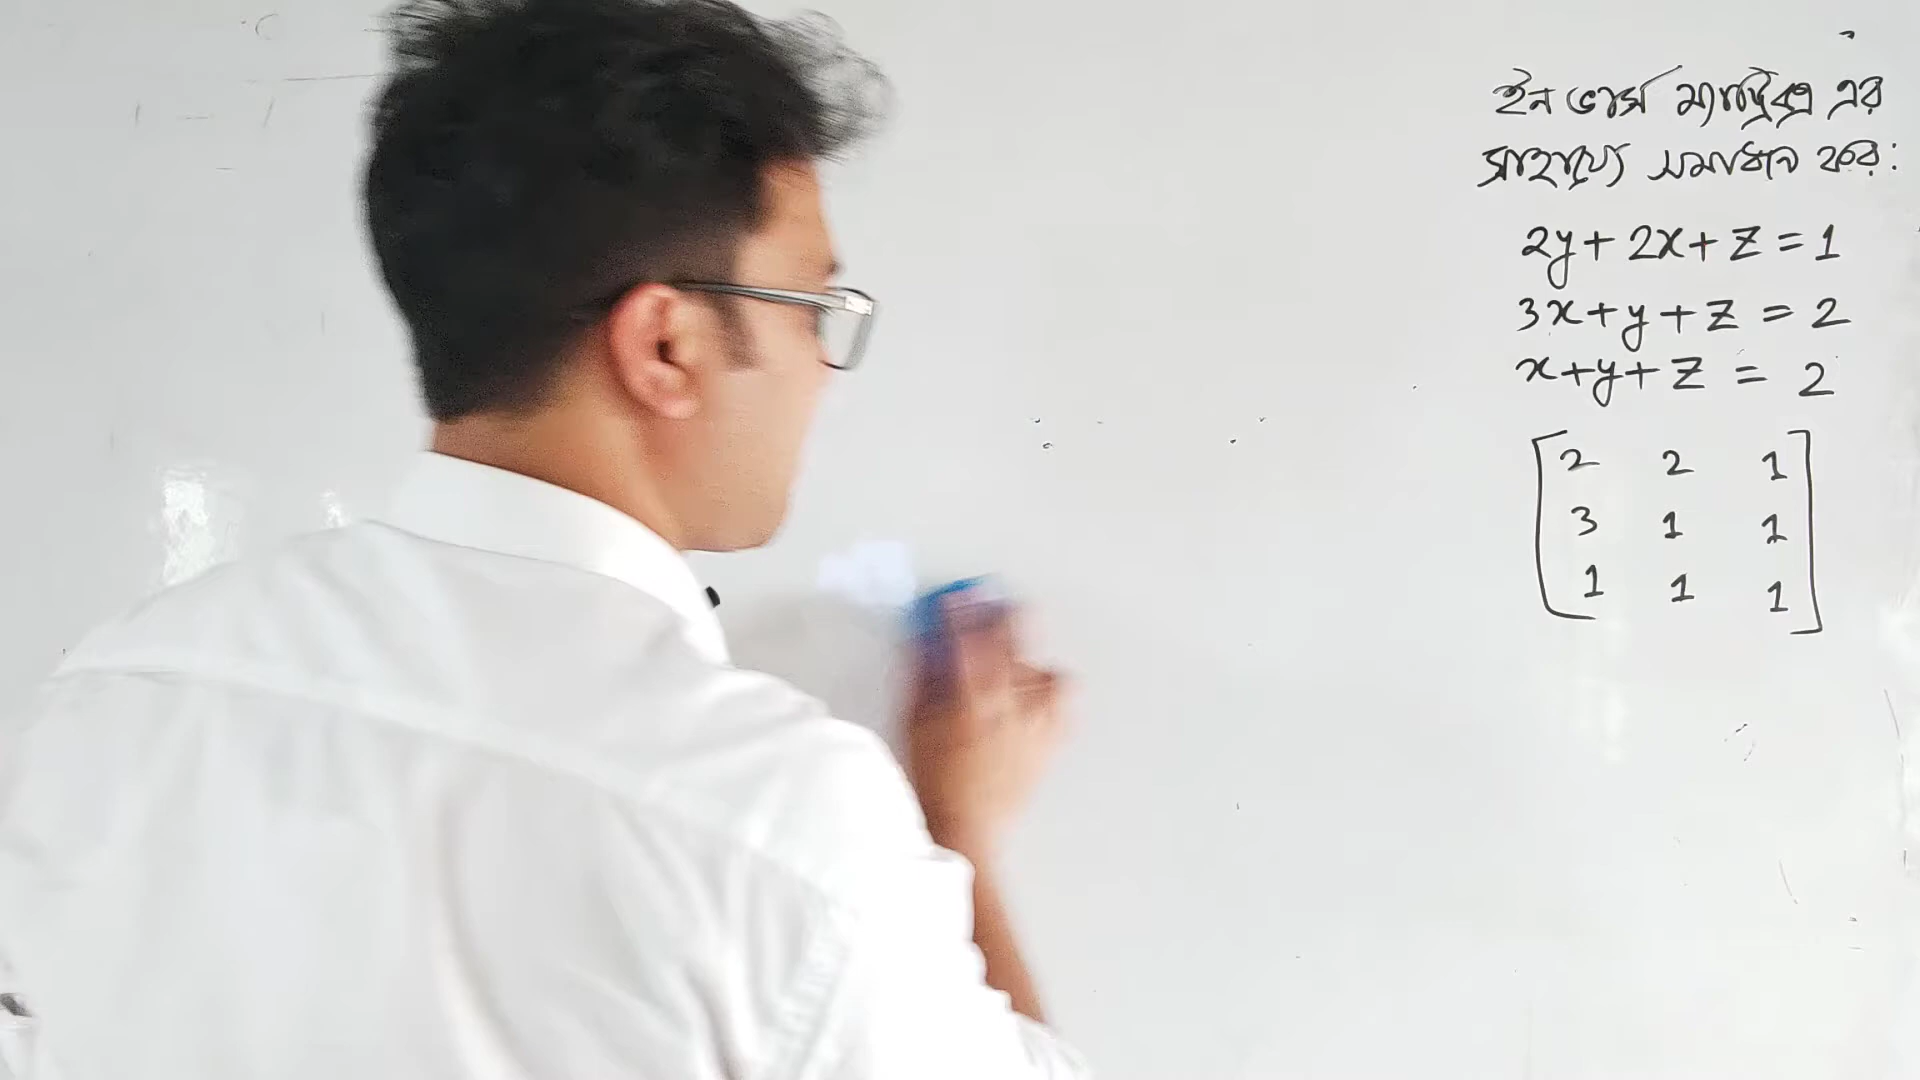 ইনভার্স ম্যাট্রিক্স এর
সাহায্যে সমাধান কর:
2y + 2x + z = 1
3x + y + z = 2
x + y + z = 2
2 2 1
3 1 1
1 1 1